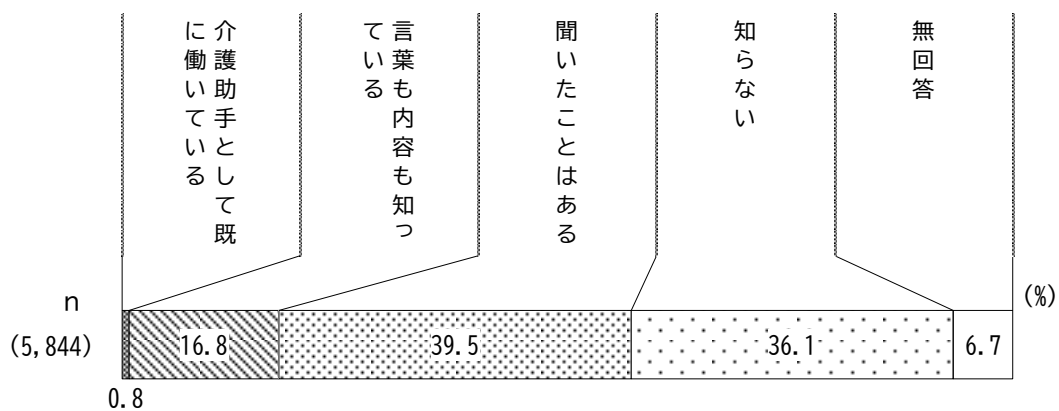 介護助手として既
に働いている
言葉も内容も知っ
ている
聞いたことはある
知らない
無回答
n
(%)
(5,844)
16.8
39.5
36.1
6.7
0.8